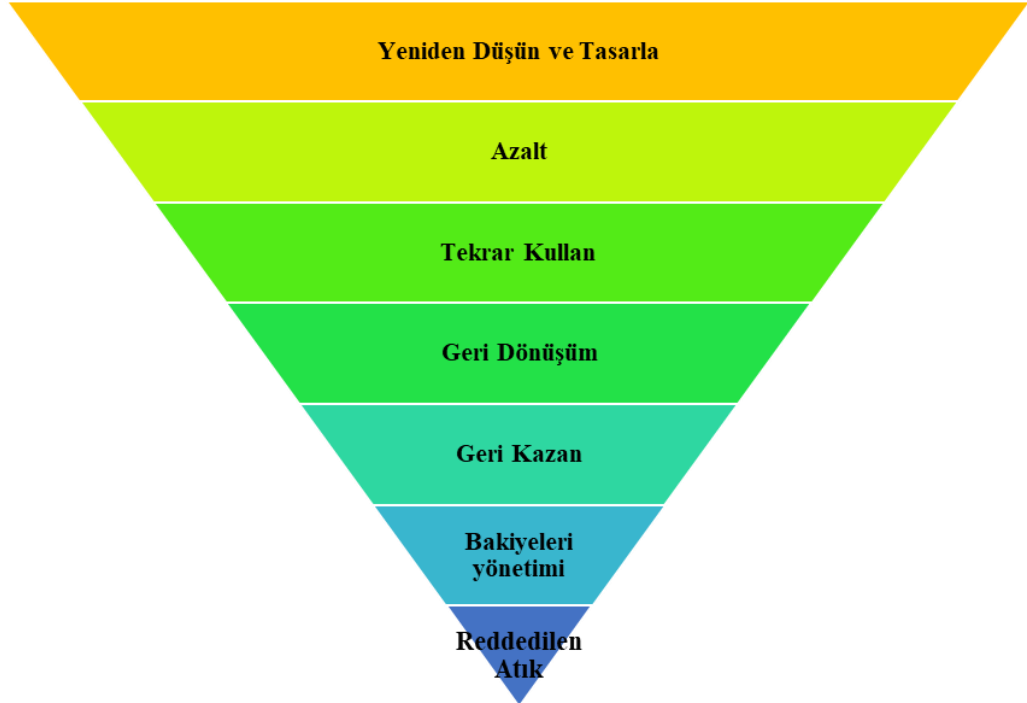 Yeniden Düşün ve Tasarla
Azalt
Tekrar Kullan
Geri Dönüşüm
Geri Kazan
Bakiyeleri
yönetimi
Reddedilen
Atık